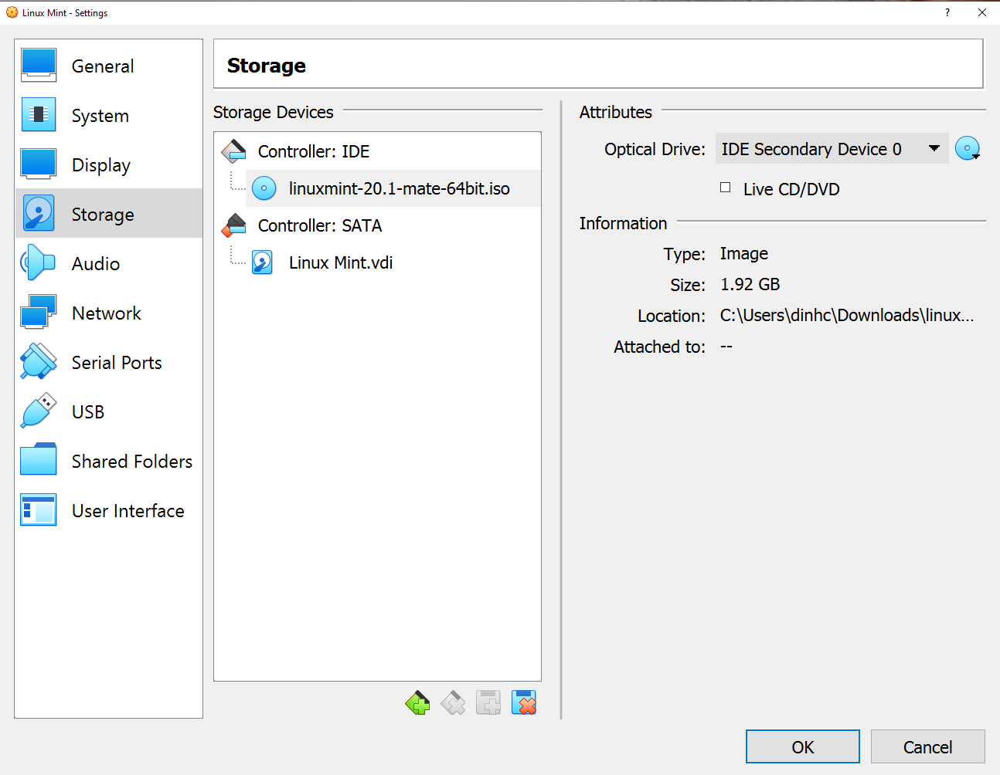 Linux Mint - Settings
?
General
System
Display
Storage
Audio
Network
Serial Ports
USB
Shared Folders
User Interface
Storage
Storage Devices
Controller: IDE
linuxmint-20.1-mate-64bit.iso
Controller: SATA
Linux Mint.vdi
Attributes
Optical Drive: IDE Secondary Device 0
Live CD/DVD
Information
Type: Image
Size: 1.92 GB
Location: C:\Users\dinhc\Downloads\linux...
Attached to: --
OK
Cancel